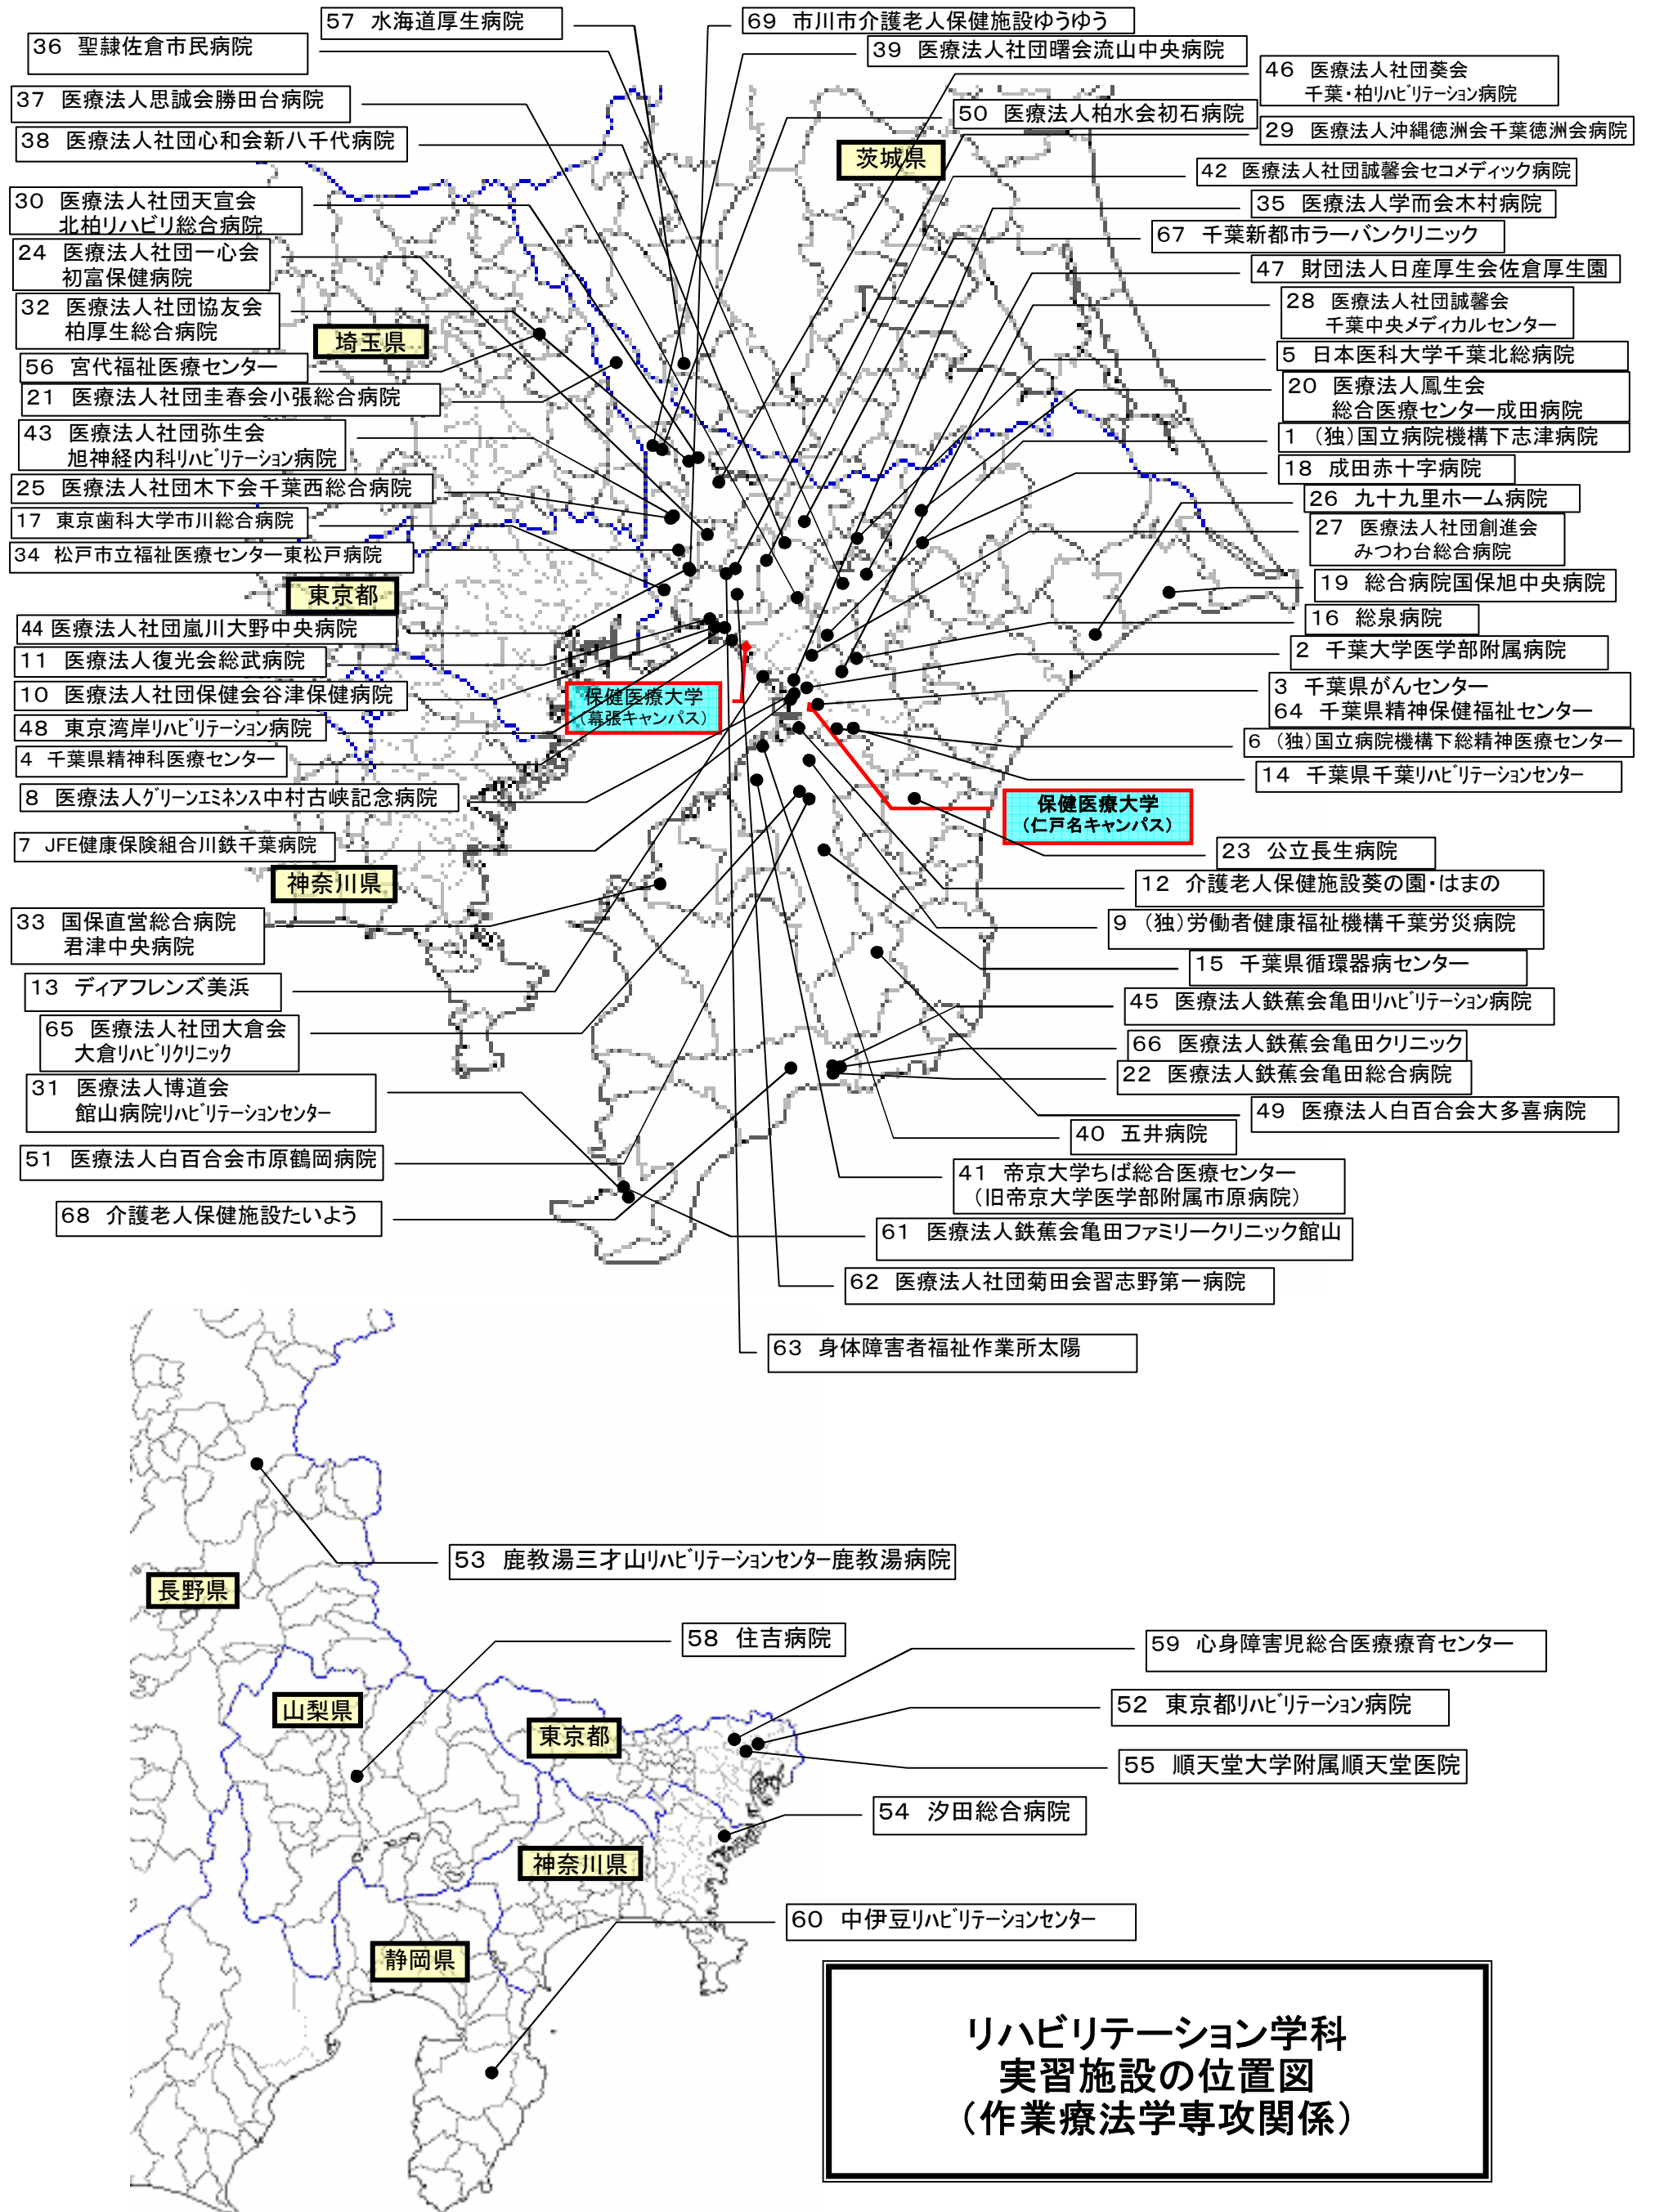 57 水海道厚生病院
69 市川市介護老人保健施設ゆうゆう
36 聖隷佐倉市民病院
39 医療法人社団曙会流山中央病院
46 医療法人社団葵会
千葉・柏ﾘﾊﾋﾞﾘﾃｰｼｮﾝ病院
37 医療法人思誠会勝田台病院
50 医療法人柏水会初石病院
29 医療法人沖縄徳洲会千葉徳洲会病院
38 医療法人社団心和会新八千代病院
茨城県
42 医療法人社団誠馨会セコメディック病院
30 医療法人社団天宣会
北柏リハビリ総合病院
35 医療法人学而会木村病院
67 千葉新都市ラーバンクリニック
24 医療法人社団一心会
初富保健病院
47 財団法人日産厚生会佐倉厚生園
32 医療法人社団協友会
柏厚生総合病院
28 医療法人社団誠馨会
千葉中央メディカルセンター
埼玉県
56 宮代福祉医療センター
5 日本医科大学千葉北総病院
21 医療法人社団圭春会小張総合病院
20 医療法人鳳生会
総合医療センター成田病院
43 医療法人社団弥生会
旭神経内科ﾘﾊﾋﾞﾘﾃｰｼｮﾝ病院
1 （独）国立病院機構下志津病院
18 成田赤十字病院
25 医療法人社団木下会千葉西総合病院
26 九十九里ホーム病院
17 東京歯科大学市川総合病院
27 医療法人社団創進会
みつわ台総合病院
34 松戸市立福祉医療センター東松戸病院
東京都
19 総合病院国保旭中央病院
44 医療法人社団嵐川大野中央病院
16 総泉病院
11 医療法人復光会総武病院
2 千葉大学医学部附属病院
10 医療法人社団保健会谷津保健病院
保健医療大学
（幕張キャンパス）
3 千葉県がんセンター
64 千葉県精神保健福祉センター
48 東京湾岸ﾘﾊﾋﾞﾘﾃｰｼｮﾝ病院
6 （独）国立病院機構下総精神医療センター
4 千葉県精神科医療センター
14 千葉県千葉ﾘﾊﾋﾞﾘﾃｰｼｮﾝセンター
8 医療法人ｸﾞﾘｰﾝｴﾐﾈﾝｽ中村古峡記念病院
保健医療大学
（仁戸名キャンパス）
7 JFE健康保険組合川鉄千葉病院
23 公立長生病院
神奈川県
12 介護老人保健施設葵の園・はまの
33 国保直営総合病院
君津中央病院
9 （独）労働者健康福祉機構千葉労災病院
15 千葉県循環器病センター
13 ディアフレンズ美浜
45 医療法人鉄蕉会亀田ﾘﾊﾋﾞﾘﾃｰｼｮﾝ病院
65 医療法人社団大倉会
大倉ﾘﾊﾋﾞﾘｸﾘﾆｯｸ
66 医療法人鉄蕉会亀田クリニック
22 医療法人鉄蕉会亀田総合病院
31 医療法人博道会
館山病院ﾘﾊﾋﾞﾘﾃｰｼｮﾝセンター
49 医療法人白百合会大多喜病院
40 五井病院
51 医療法人白百合会市原鶴岡病院
41 帝京大学ちば総合医療センター
（旧帝京大学医学部附属市原病院）
68 介護老人保健施設たいよう
61 医療法人鉄蕉会亀田ファミリークリニック館山
62 医療法人社団菊田会習志野第一病院
63 身体障害者福祉作業所太陽
53 鹿教湯三才山ﾘﾊﾋﾞﾘﾃｰｼｮﾝセンター鹿教湯病院
長野県
58 住吉病院
59 心身障害児総合医療療育センター
山梨県
52 東京都ﾘﾊﾋﾞﾘﾃｰｼｮﾝ病院
東京都
55 順天堂大学附属順天堂医院
54 汐田総合病院
神奈川県
60 中伊豆ﾘﾊﾋﾞﾘﾃｰｼｮﾝセンター
静岡県
リハビリテーション学科
実習施設の位置図
（作業療法学専攻関係）